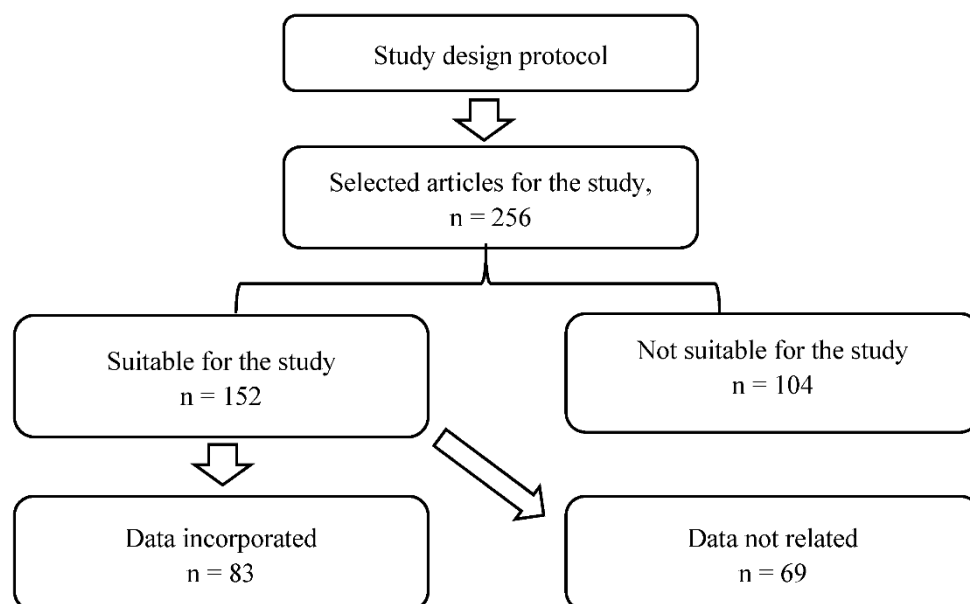 Study design protocol
Selected articles for the study,
n = 256
Suitable for the study
n = 152
Not suitable for the study
n = 104
Data incorporated
n = 83
Data not related
n = 69